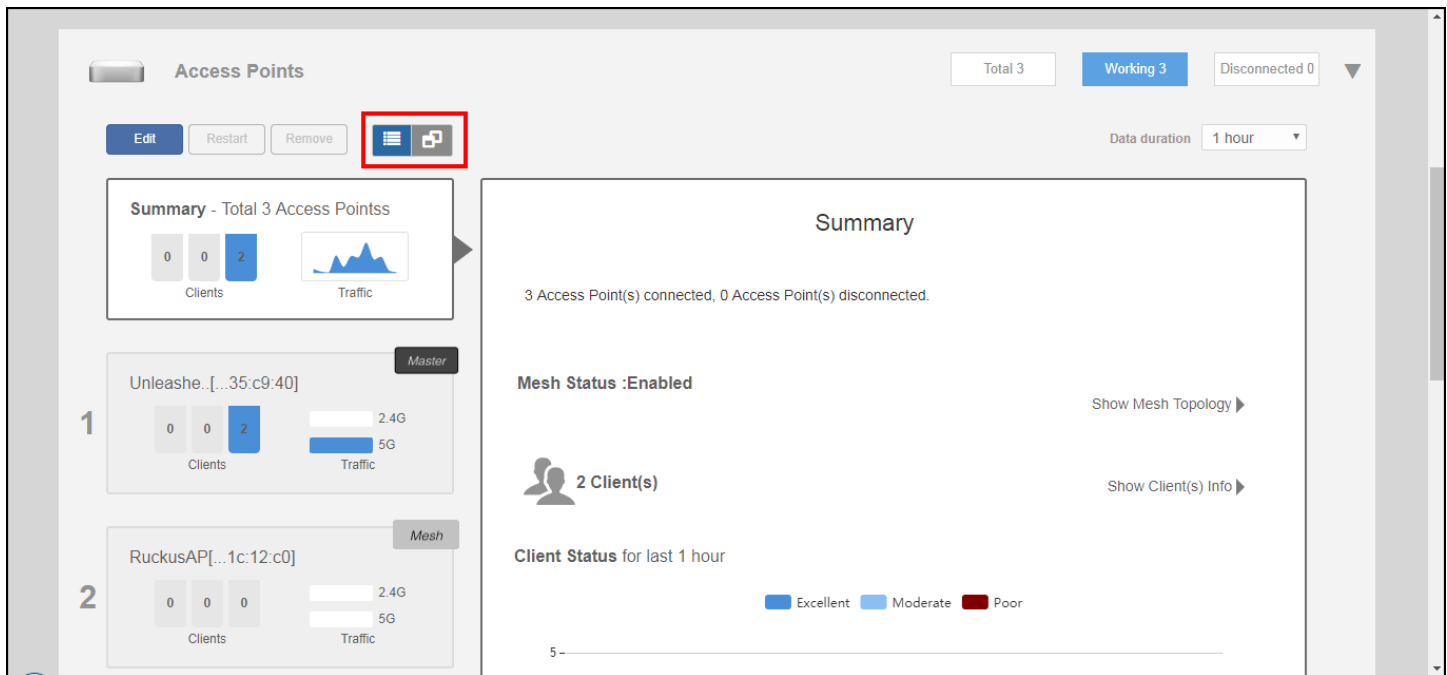 Access Points
Total 3
Working 3
Disconnected 0
Edit
Restart
Remove
Data duration
1 hour
Summary - Total 3 Access Pointss
0 0 2
Clients
Traffic
Master
Unleashe..[...35:c9:40]
1
0 0 2
2.4G
5G
Clients
Traffic
Mesh
RuckusAP[...1c:12:c0]
2
0 0 0
2.4G
5G
Clients
Traffic
Summary
3 Access Point(s) connected, 0 Access Point(s) disconnected.
Mesh Status :Enabled
Show Mesh Topology
2 Client(s)
Show Client(s) Info
Client Status for last 1 hour
Excellent Moderate Poor
5